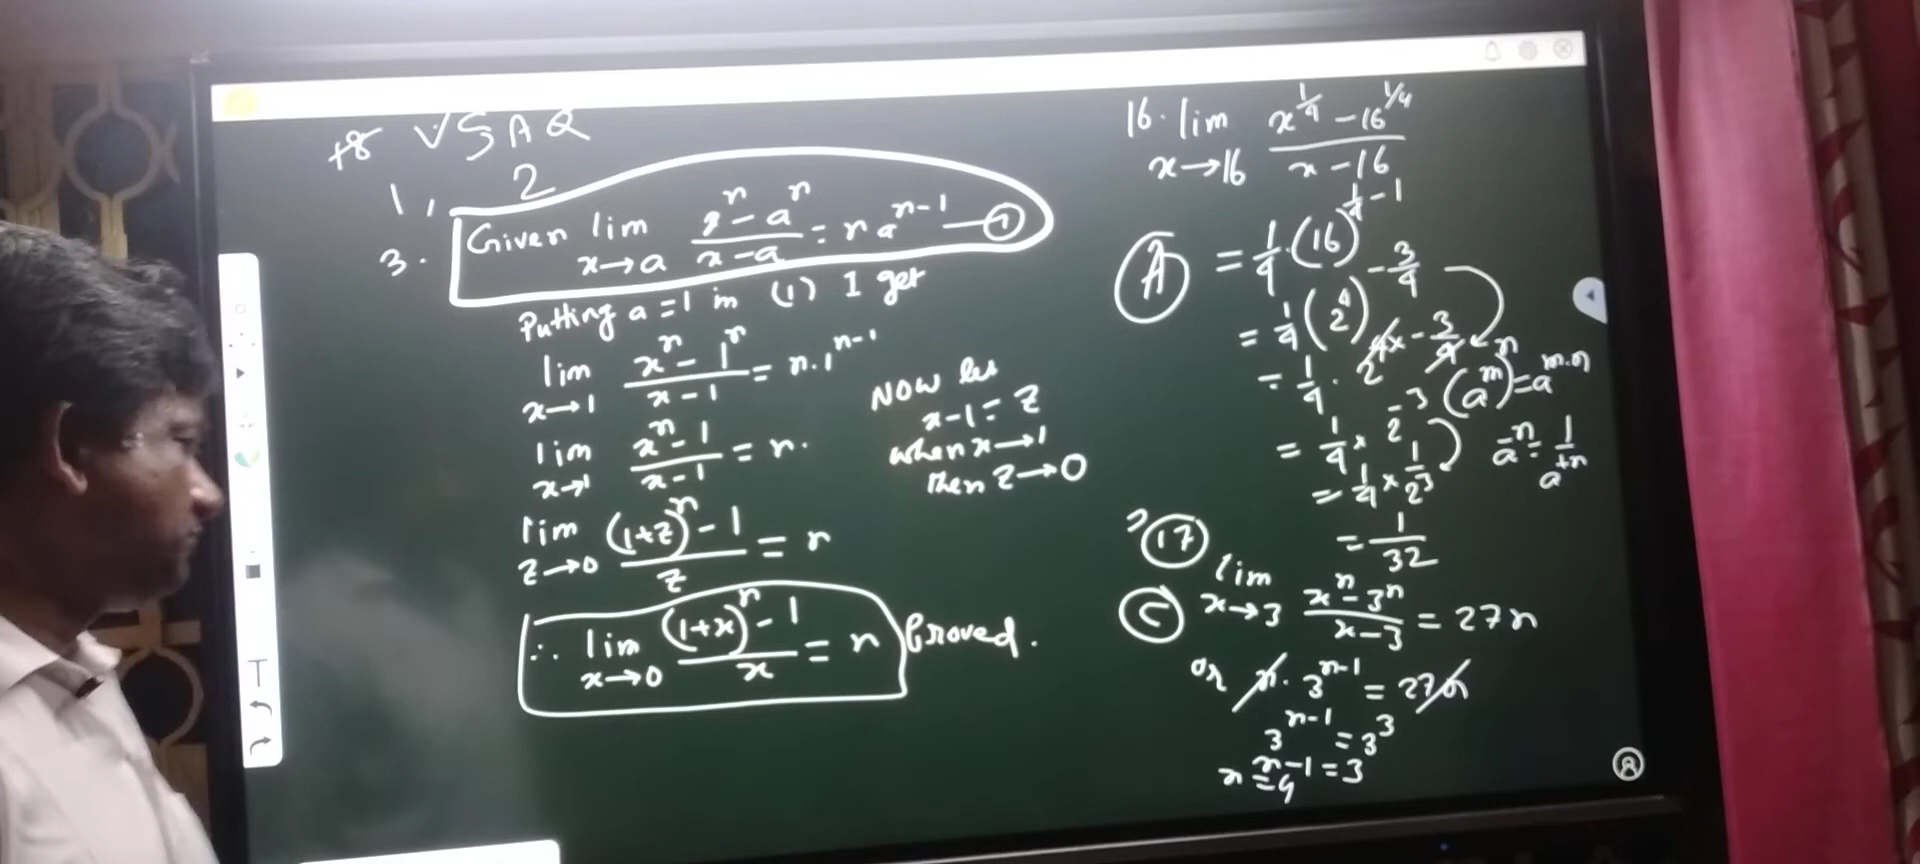 VSAQ
1, 2
3. Given lim x→a (xⁿ - aⁿ)/(x-a) = n aⁿ⁻¹ —①
Putting a=1 in (1) I get
lim x→1 (xⁿ - 1ⁿ)/(x-1) = n.1ⁿ⁻¹
lim x→1 (xⁿ - 1)/(x-1) = n.
NOW let
x-1=z
when x→1
then z→0
lim z→0 ((1+z)ⁿ - 1)/z = n
∴ lim x→0 ((1+x)ⁿ - 1)/x = n Proved.
16. lim x→16 (x^(1/4) - 16^(1/4))/(x-16)
Ⓐ = 1/4.(16)^(1/4 - 1)
= 1/4 (2⁴)^(-3/4)
= 1/4 . 2^(4x-3/4) (aᵐ)ⁿ=a^(m.n)
= 1/4 x 2⁻³ a⁻ⁿ = 1/a⁺ⁿ
= 1/4 x 1/2³
= 1/32
⑰ lim x→3 (xⁿ - 3ⁿ)/(x-3) = 27n
Ⓒ
or n. 3ⁿ⁻¹ = 27n
3ⁿ⁻¹ = 3³
n-1=3
n=4